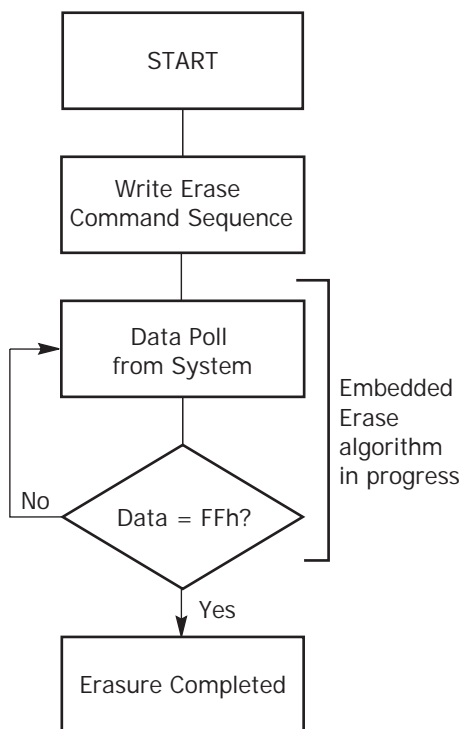 START
Write Erase
Command Sequence
Data Poll
from System
Embedded
Erase
algorithm
in progress
No
Data = FFh?
Yes
Erasure Completed